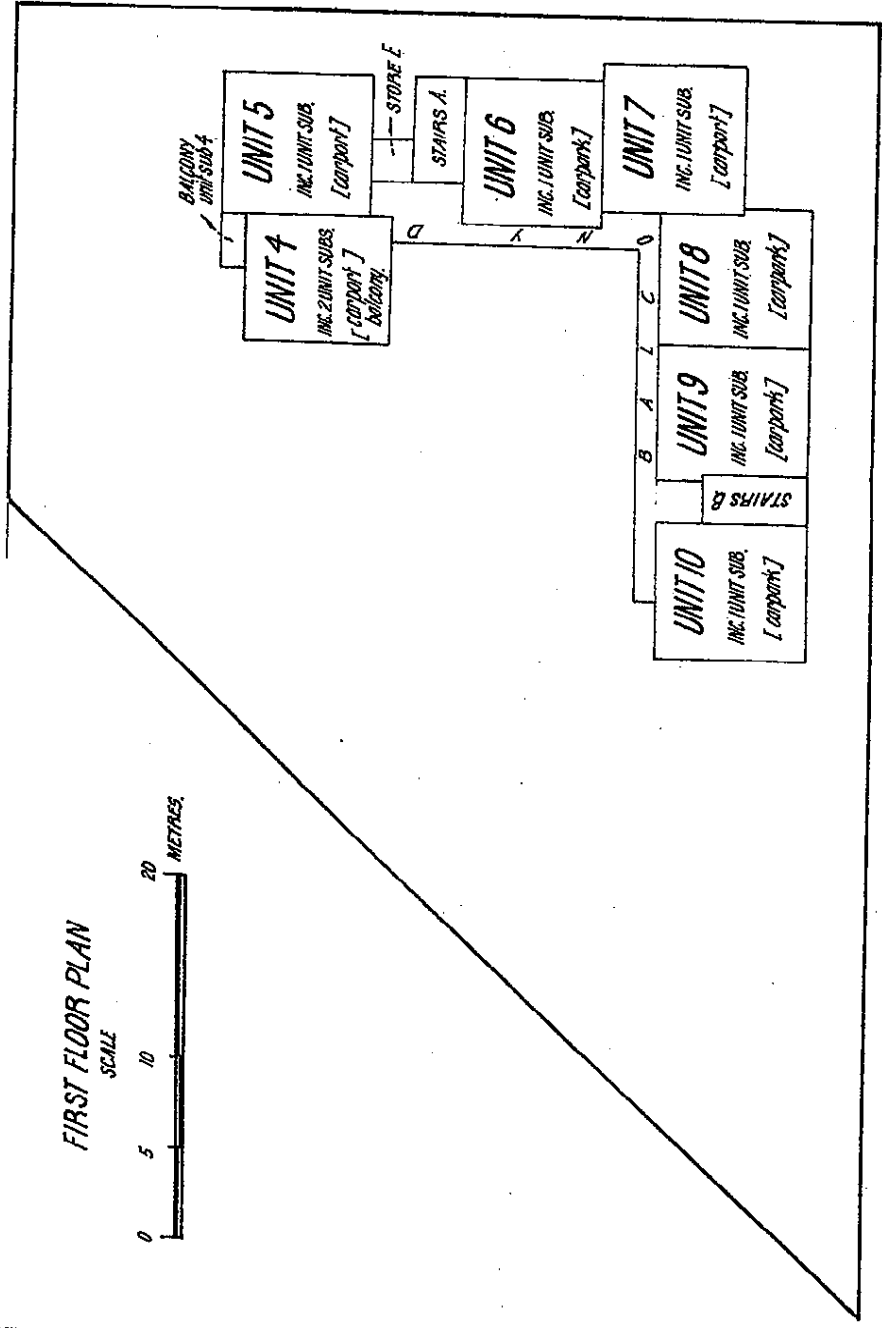 FIRST FLOOR PLAN
SCALE
0 5 10 20 METRES.
BALCONY
unit sub 4
UNIT 5
INC. 1 UNIT SUB.
[carport]
STORE E
STAIRS A.
UNIT 4
INC. 2 UNIT SUBS.
[carport]
balcony.
UNIT 6
INC. 1 UNIT SUB.
[carpark]
UNIT 7
INC. 1 UNIT SUB.
[carport]
B A L C O N Y D
UNIT 8
INC. 1 UNIT SUB.
[carpark]
UNIT 9
INC. 1 UNIT SUB.
[carpark]
STAIRS B
UNIT 10
INC. 1 UNIT SUB.
[carpark]